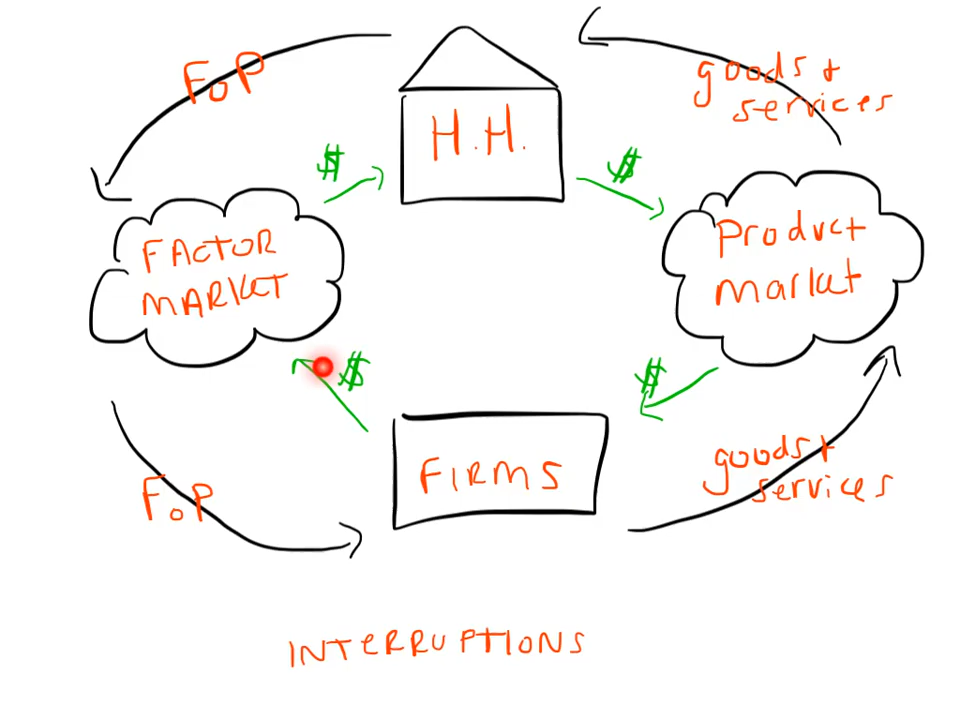 FoP
goods +
services
H.H.
$
$
FACTOR
MARKET
Product
market
$
$
FIRMS
goods +
services
FoP
INTERRUPTIONS